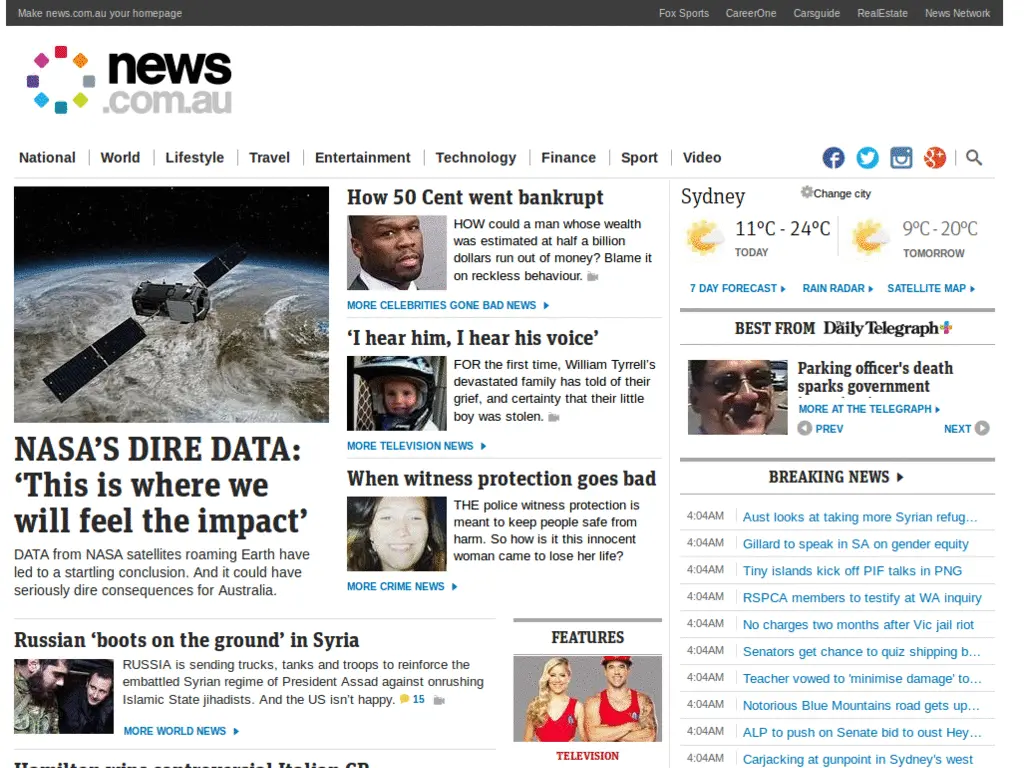 Make news.com.au your homepage
Fox Sports CareerOne Carsguide RealEstate News Network
news
.com.au
National World Lifestyle Travel Entertainment Technology Finance Sport Video
NASA’S DIRE DATA:
‘This is where we
will feel the impact’
DATA from NASA satellites roaming Earth have
led to a startling conclusion. And it could have
seriously dire consequences for Australia.
How 50 Cent went bankrupt
HOW could a man whose wealth
was estimated at half a billion
dollars run out of money? Blame it
on reckless behaviour.
MORE CELEBRITIES GONE BAD NEWS
‘I hear him, I hear his voice’
FOR the first time, William Tyrrell’s
devastated family has told of their
grief, and certainty that their little
boy was stolen.
MORE TELEVISION NEWS
When witness protection goes bad
THE police witness protection is
meant to keep people safe from
harm. So how is it this innocent
woman came to lose her life?
MORE CRIME NEWS
Russian ‘boots on the ground’ in Syria
RUSSIA is sending trucks, tanks and troops to reinforce the
embattled Syrian regime of President Assad against onrushing
Islamic State jihadists. And the US isn’t happy. 15
MORE WORLD NEWS
Hamilton wins controversial Italian GP
FEATURES
TELEVISION
Sydney Change city
11°C - 24°C
TODAY
9°C - 20°C
TOMORROW
7 DAY FORECAST RAIN RADAR SATELLITE MAP
BEST FROM The Daily Telegraph
Parking officer's death
sparks government
MORE AT THE TELEGRAPH
PREV NEXT
BREAKING NEWS
4:04AM Aust looks at taking more Syrian refug…
4:04AM Gillard to speak in SA on gender equity
4:04AM Tiny islands kick off PIF talks in PNG
4:04AM RSPCA members to testify at WA inquiry
4:04AM No charges two months after Vic jail riot
4:04AM Senators get chance to quiz shipping b…
4:04AM Teacher vowed to 'minimise damage' to…
4:04AM Notorious Blue Mountains road gets up…
4:04AM ALP to push on Senate bid to oust Hey…
4:04AM Carjacking at gunpoint in Sydney's west